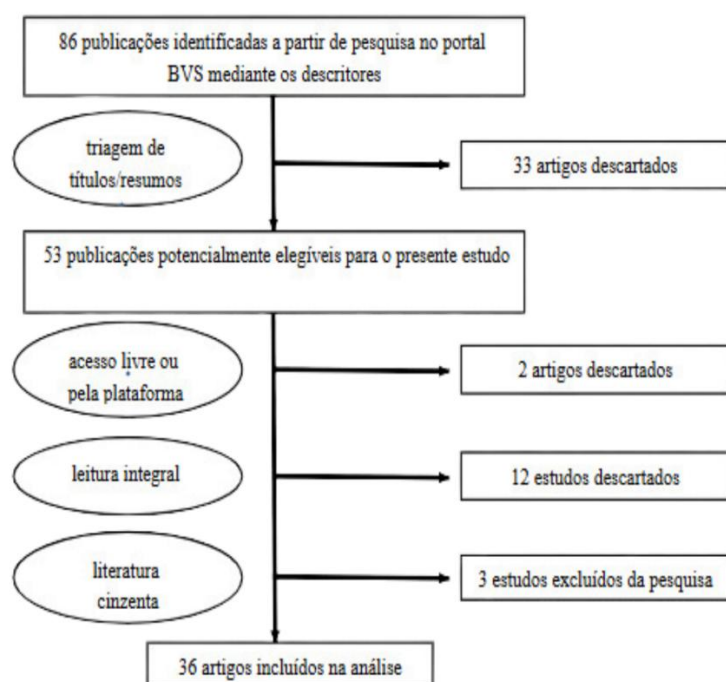 86 publicações identificadas a partir de pesquisa no portal
BVS mediante os descritores
triagem de
títulos/resumos
33 artigos descartados
53 publicações potencialmente elegíveis para o presente estudo
acesso livre ou
pela plataforma
2 artigos descartados
leitura integral
12 estudos descartados
literatura
cinzenta
3 estudos excluídos da pesquisa
36 artigos incluídos na análise